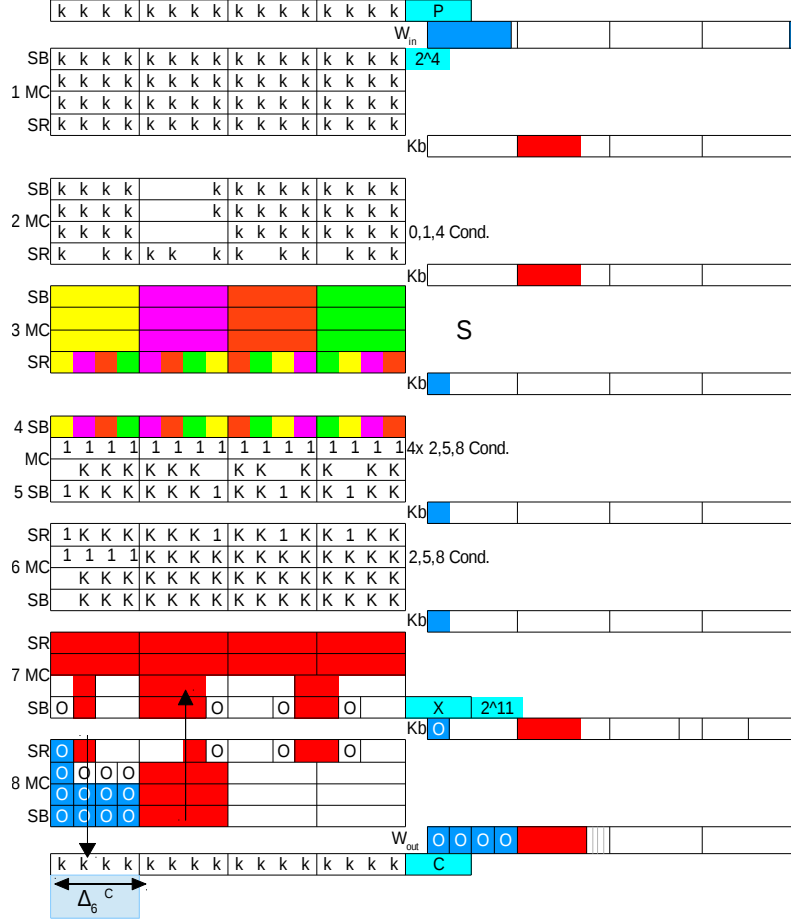 k k k k k k k k k k k k k k k k P
W_in
SB k k k k k k k k k k k k k k k k 2^4
k k k k k k k k k k k k k k k k
1 MC
k k k k k k k k k k k k k k k k
SR k k k k k k k k k k k k k k k k
Kb
SB k k k k k k k k k k k k k
k k k k k k k k k k k k k
2 MC
k k k k k k k k k k k k 0,1,4 Cond.
SR k k k k k k k k k k k k
Kb
SB
3 MC S
SR
Kb
4 SB
1 1 1 1 1 1 1 1 1 1 1 1 1 1 1 1 4x 2,5,8 Cond.
MC
K K K K K K K K K K K K
5 SB 1 K K K K K K 1 K K 1 K K 1 K K
Kb
SR 1 K K K K K K 1 K K 1 K K 1 K K
1 1 1 1 K K K K K K K K K K K K 2,5,8 Cond.
6 MC
K K K K K K K K K K K K K K K
SB K K K K K K K K K K K K K K K
Kb
SR
7 MC
SB O O O O X 2^11
Kb O
SR O O O O
O O O O
8 MC
O O O O
SB O O O O
W_out O O O O
k k k k k k k k k k k k k k k k C
Δ_6^C